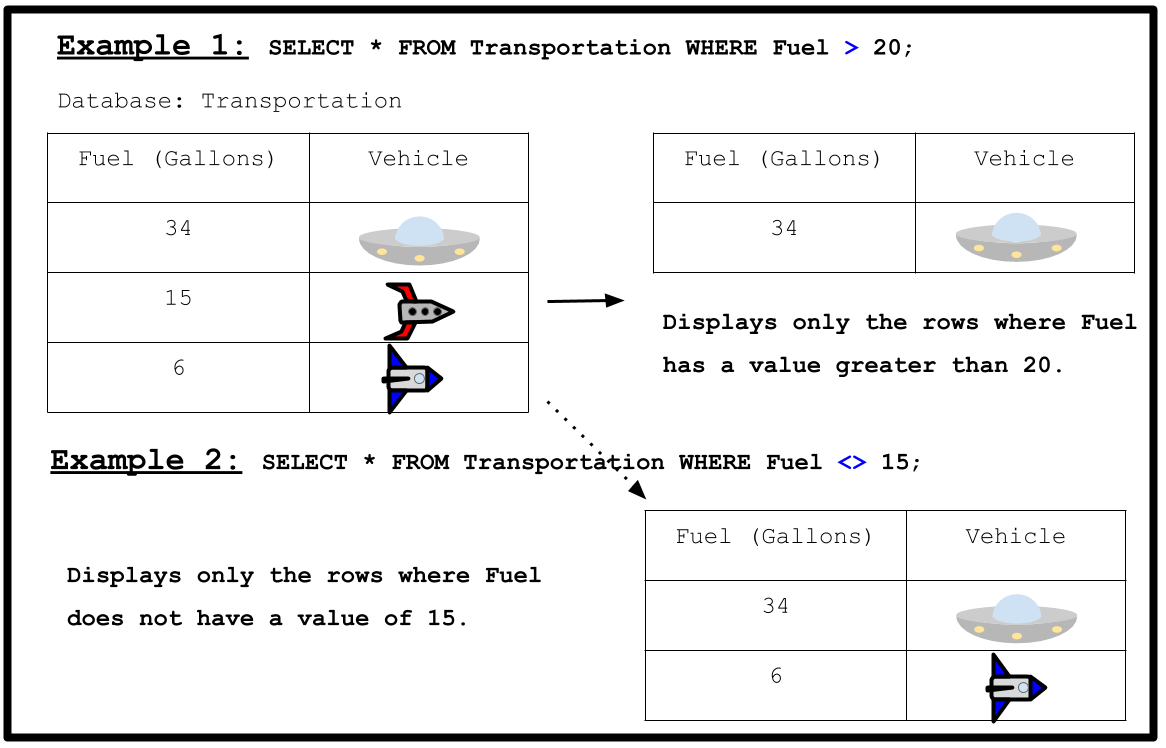 Example 1: SELECT * FROM Transportation WHERE Fuel > 20;
Database: Transportation
Fuel (Gallons) Vehicle
34
15
6
Fuel (Gallons) Vehicle
34
Displays only the rows where Fuel
has a value greater than 20.
Example 2: SELECT * FROM Transportation WHERE Fuel <> 15;
Displays only the rows where Fuel
does not have a value of 15.
Fuel (Gallons) Vehicle
34
6